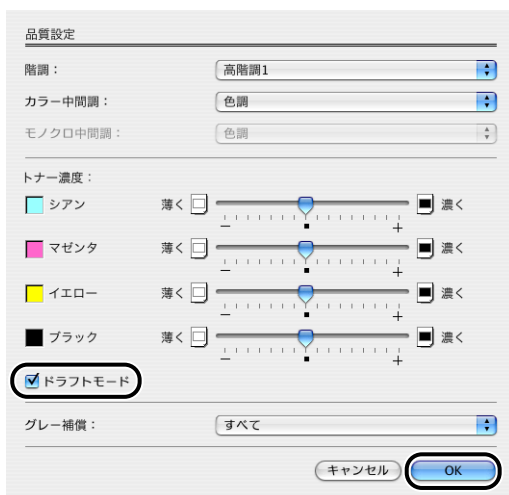 品質設定
階調： 高階調1
カラー中間調： 色調
モノクロ中間調： 色調
トナー濃度：
シアン 薄く 濃く
− +
マゼンタ 薄く 濃く
− +
イエロー 薄く 濃く
− +
ブラック 薄く 濃く
− +
ドラフトモード
グレー補償： すべて
キャンセル OK